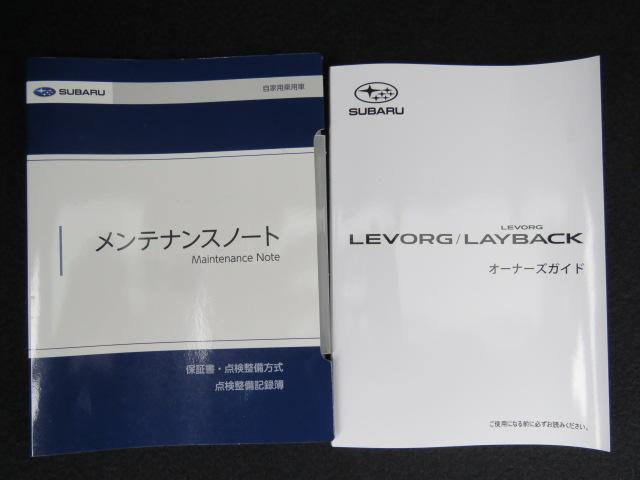 SUBARU
自家用乗用車
メンテナンスノート
Maintenance Note
保証書・点検整備方式
点検整備記録簿
SUBARU
LEVORG
LEVORG/LAYBACK
オーナーズガイド
ご使用になる前に必ずお読みください。